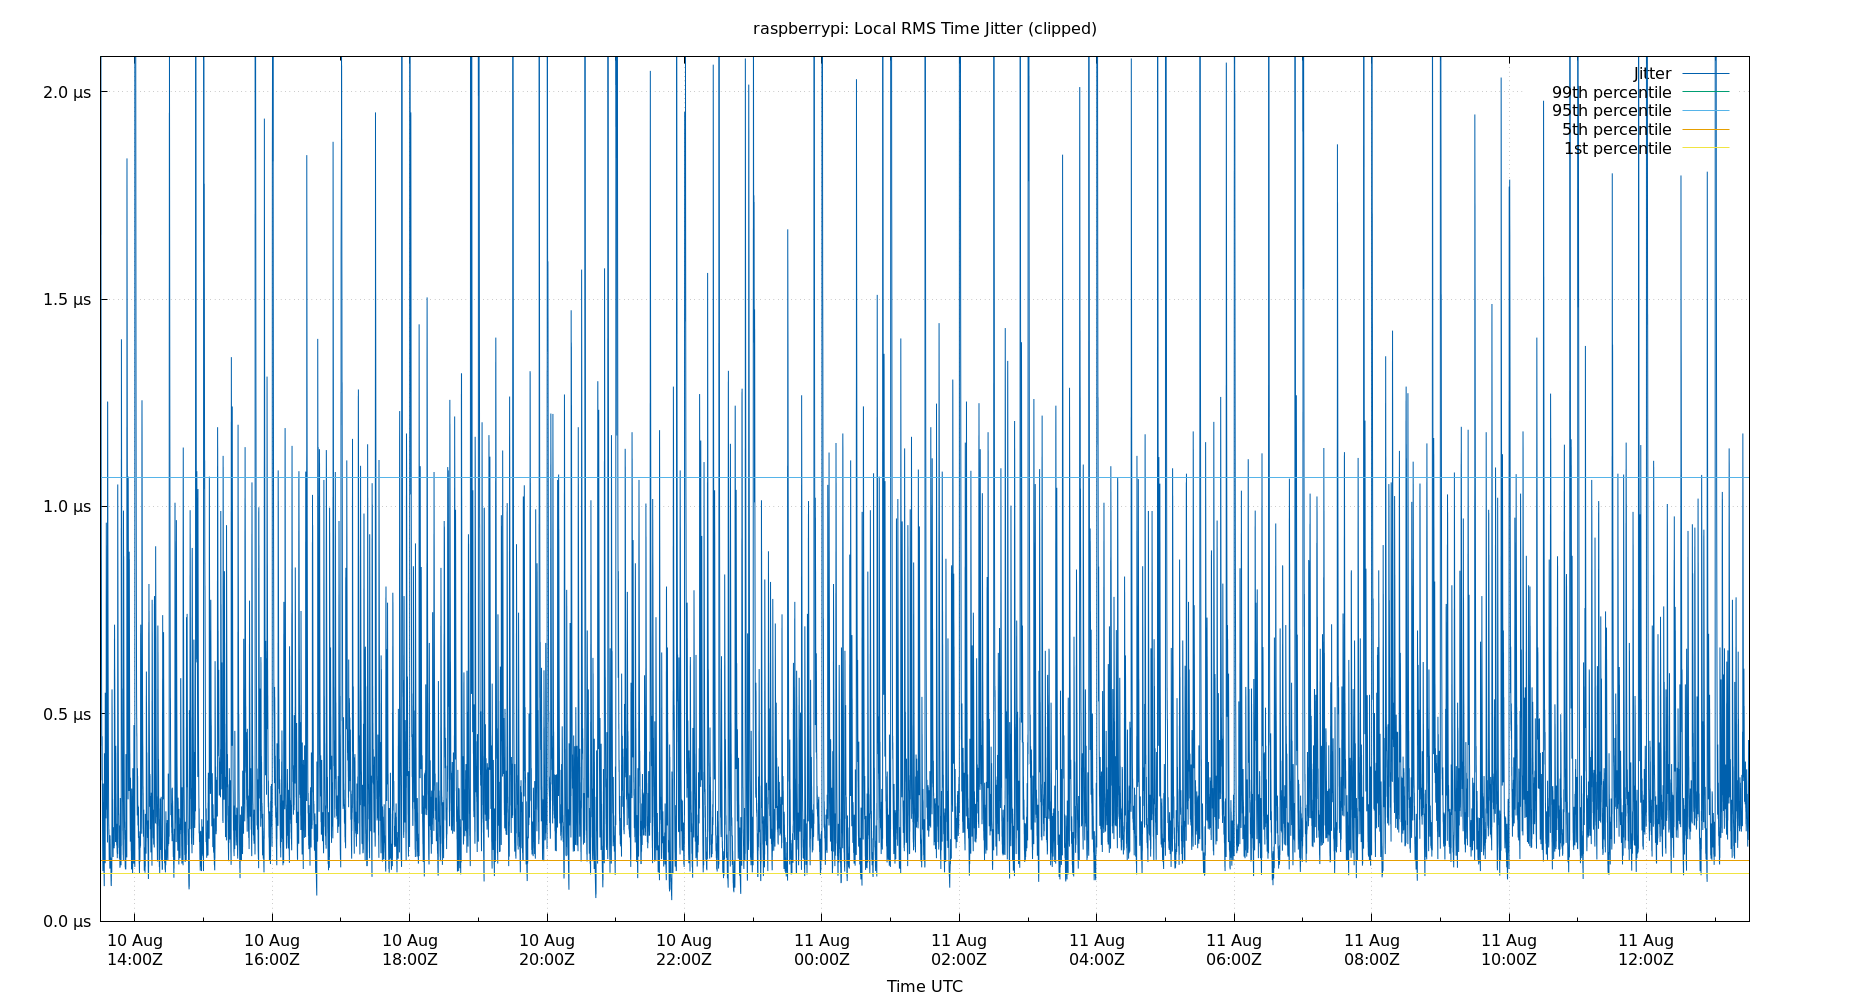 raspberrypi: Local RMS Time Jitter (clipped)
2.0 µs
1.5 µs
1.0 µs
0.5 µs
0.0 µs
Jitter
99th percentile
95th percentile
5th percentile
1st percentile
10 Aug 10 Aug 10 Aug 10 Aug 10 Aug 11 Aug 11 Aug 11 Aug 11 Aug 11 Aug 11 Aug 11 Aug
14:00Z 16:00Z 18:00Z 20:00Z 22:00Z 00:00Z 02:00Z 04:00Z 06:00Z 08:00Z 10:00Z 12:00Z
Time UTC